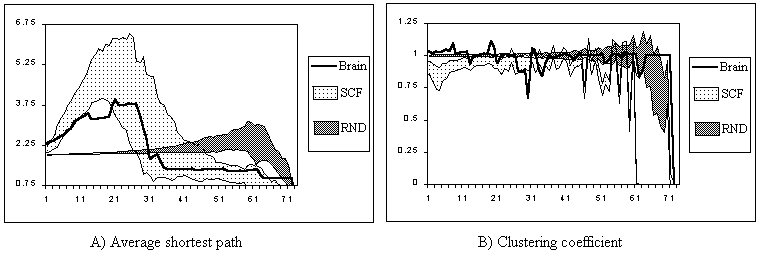 6.75
5.25
3.75
2.25
0.75
1 11 21 31 41 51 61 71
Brain
SCF
RND
A) Average shortest path
1.25
1
0.75
0.5
0.25
0
1 11 21 31 41 51 61 71
Brain
SCF
RND
B) Clustering coefficient